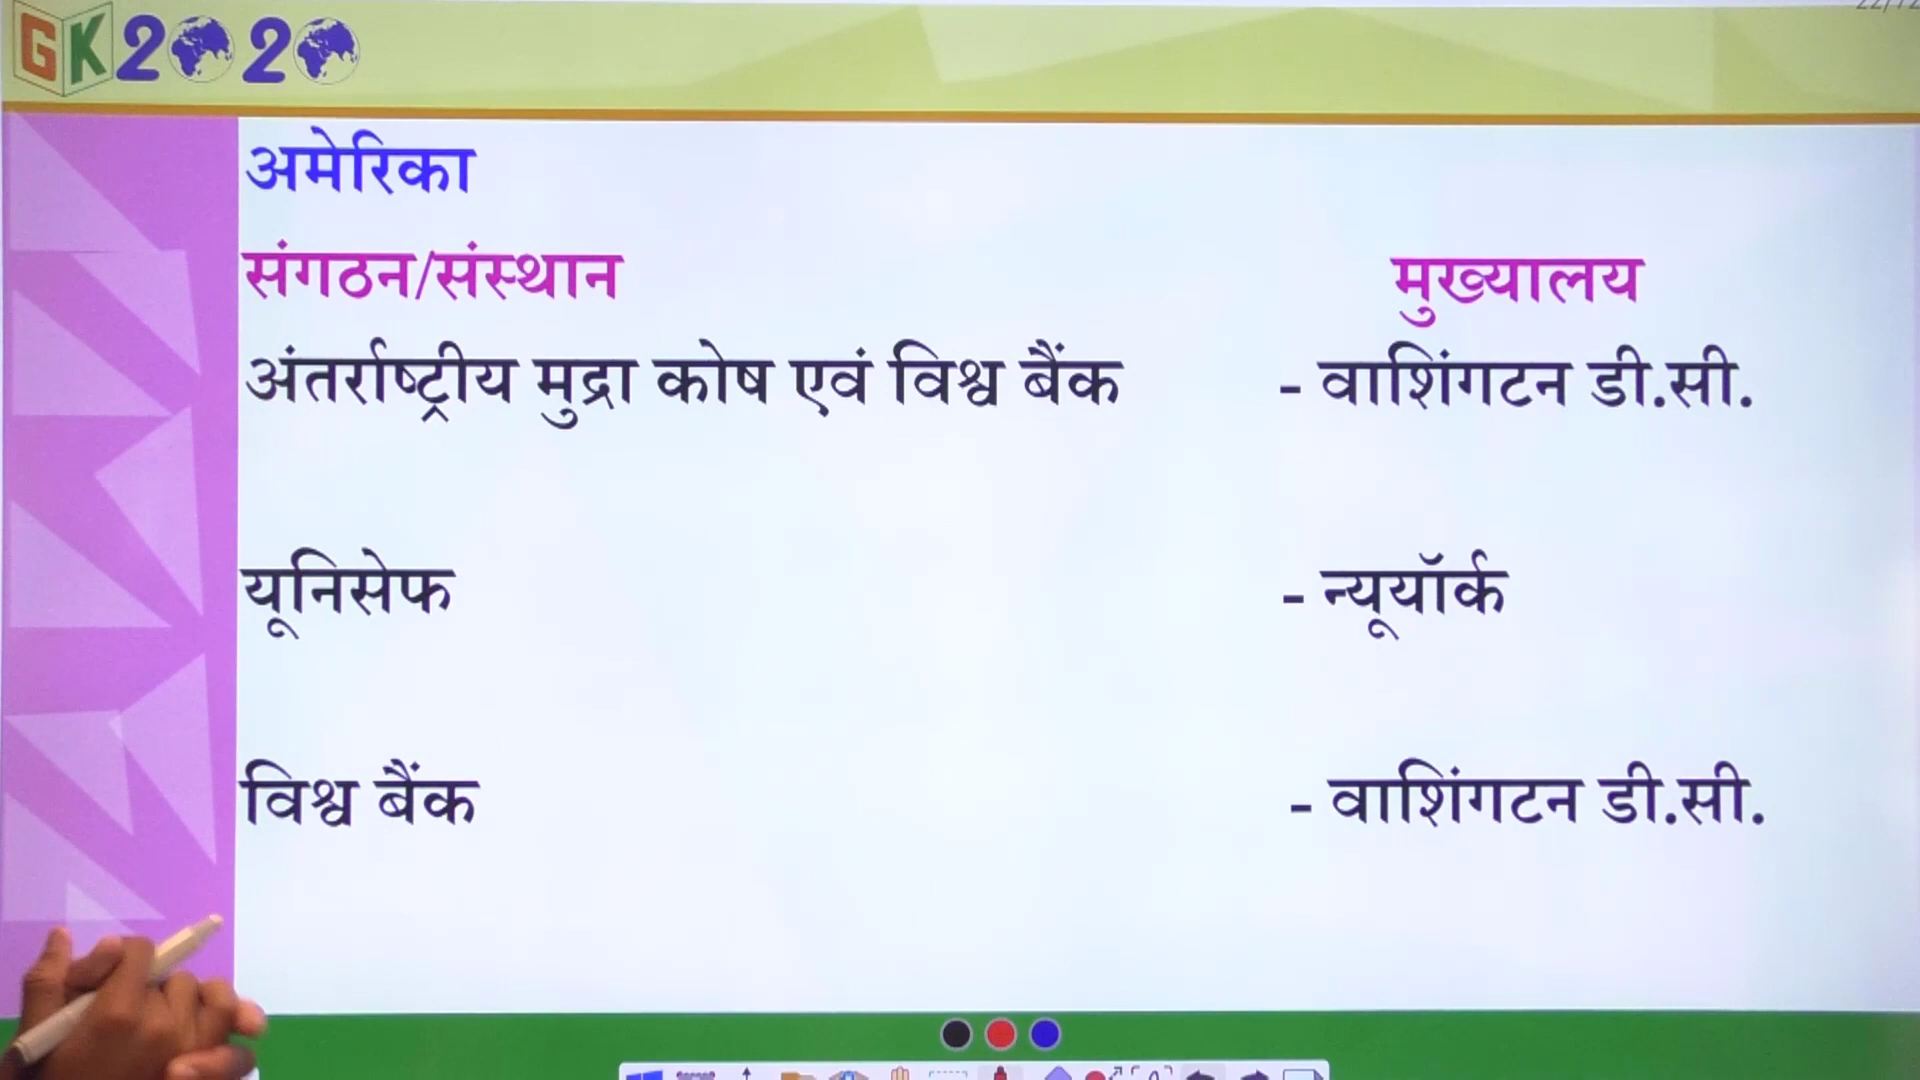 GK2020
अमेरिका
संगठन/संस्थान मुख्यालय
अंतर्राष्ट्रीय मुद्रा कोष एवं विश्व बैंक - वाशिंगटन डी.सी.
यूनिसेफ - न्यूयॉर्क
विश्व बैंक - वाशिंगटन डी.सी.